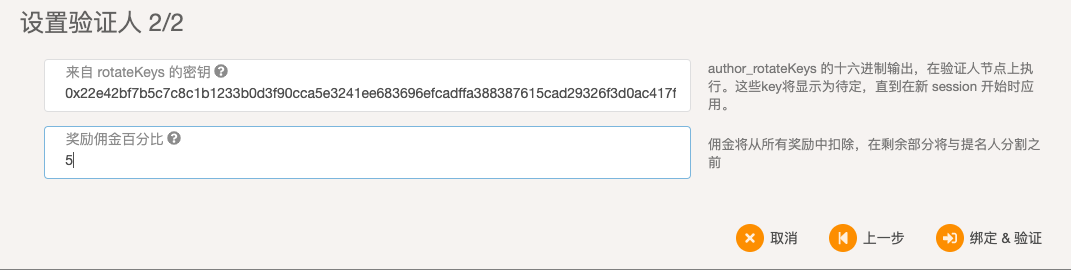 设置验证人 2/2
来自 rotateKeys 的密钥
0x22e42bf7b5c7c8c1b1233b0d3f90cca5e3241ee683696efcadffa388387615cad29326f3d0ac417f
author_rotateKeys 的十六进制输出，在验证人节点上执
行。这些key将显示为待定，直到在新 session 开始时应
用。
奖励佣金百分比
5
佣金将从所有奖励中扣除，在剩余部分将与提名人分割之
前
取消
上一步
绑定 & 验证